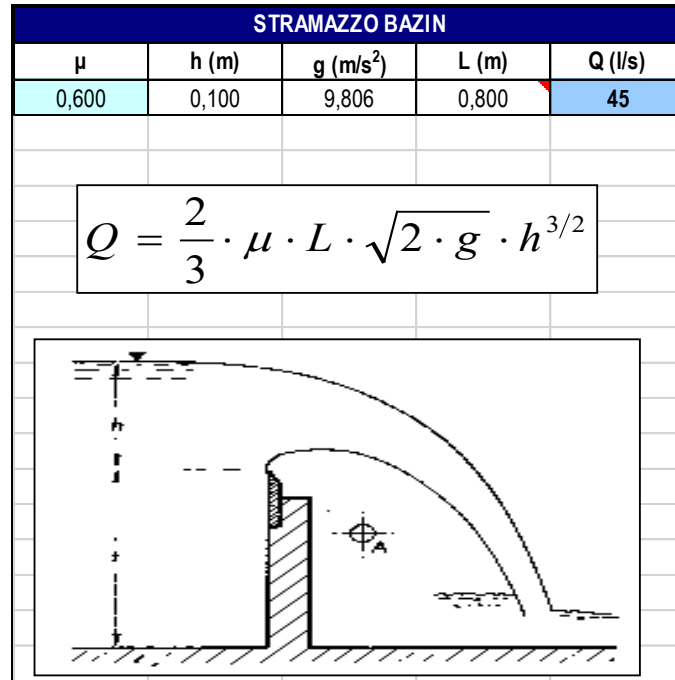 STRAMAZZO BAZIN
µ h (m) g (m/s²) L (m) Q (l/s)
0,600 0,100 9,806 0,800 45
Q = 2/3 · μ · L · √(2 · g) · h^{3/2}
h
A